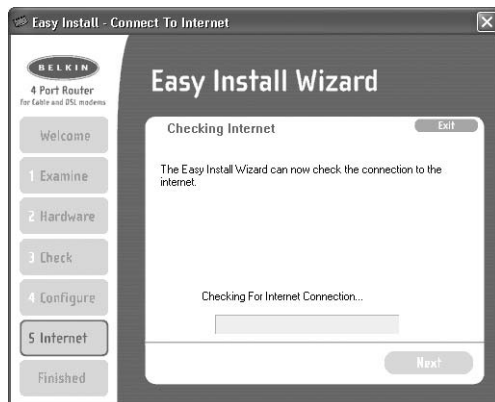 Easy Install - Connect To Internet
BELKIN
4 Port Router
For Cable and DSL modems
Easy Install Wizard
Welcome
1 Examine
2 Hardware
3 Check
4 Configure
5 Internet
Finished
Checking Internet
Exit
The Easy Install Wizard can now check the connection to the
internet.
Checking For Internet Connection...
Next